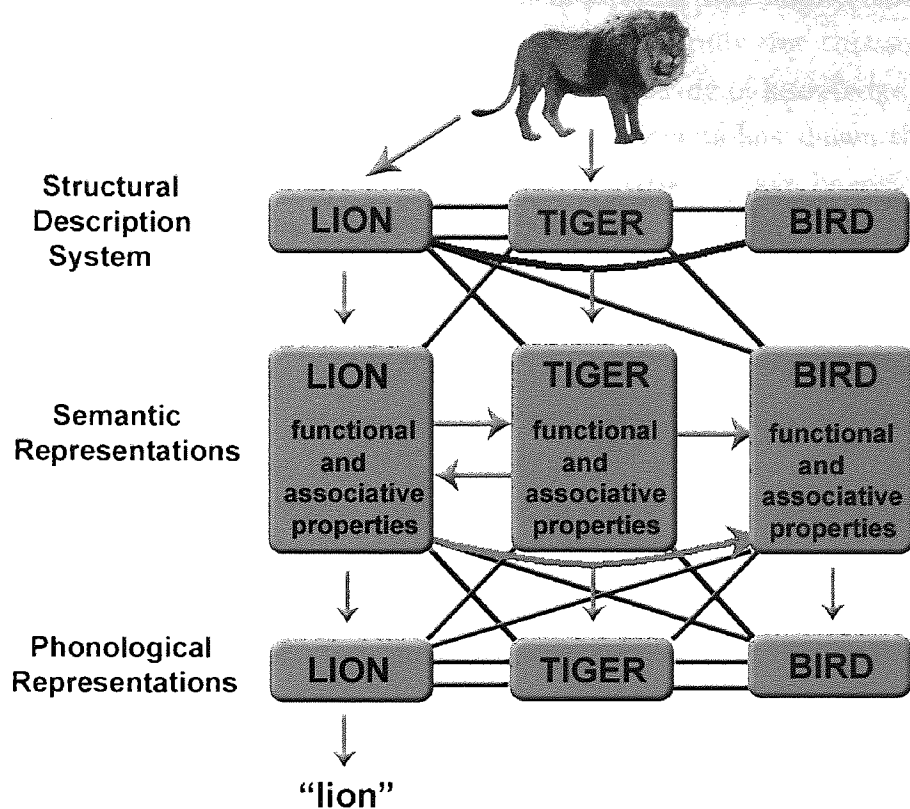 Structural
Description
System
LION
TIGER
BIRD
Semantic
Representations
LION
functional
and
associative
properties
TIGER
functional
and
associative
properties
BIRD
functional
and
associative
properties
Phonological
Representations
LION
TIGER
BIRD
“lion”